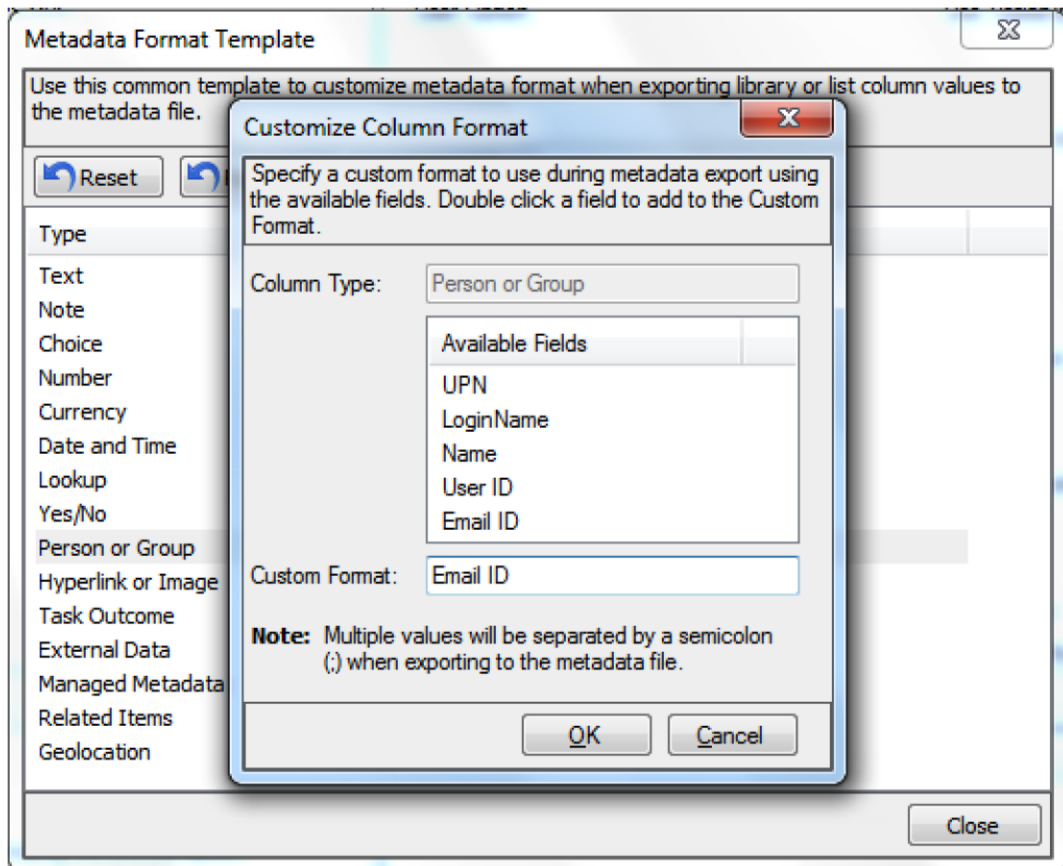 Metadata Format Template
Use this common template to customize metadata format when exporting library or list column values to
the metadata file.
Reset
Type
Text
Note
Choice
Number
Currency
Date and Time
Lookup
Yes/No
Person or Group
Hyperlink or Image
Task Outcome
External Data
Managed Metadata
Related Items
Geolocation
Close
Customize Column Format
Specify a custom format to use during metadata export using
the available fields. Double click a field to add to the Custom
Format.
Column Type: Person or Group
Available Fields
UPN
LoginName
Name
User ID
Email ID
Custom Format: Email ID
Note: Multiple values will be separated by a semicolon
(;) when exporting to the metadata file.
OK Cancel